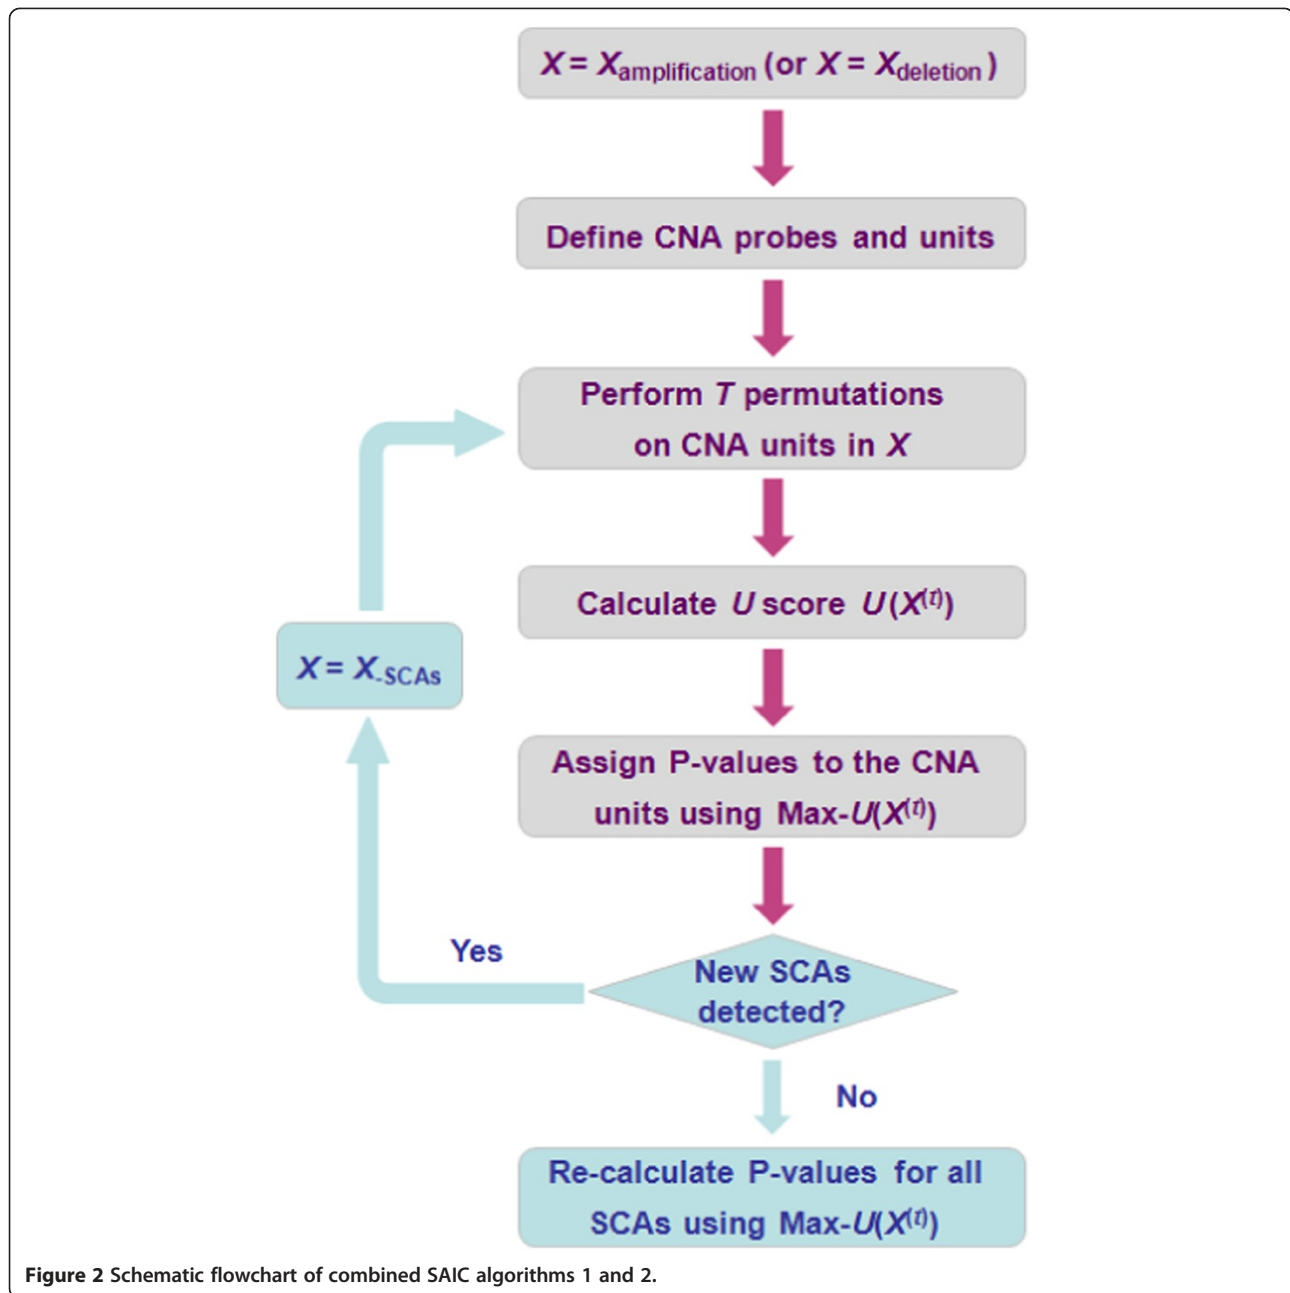 X = Xamplification (or X = Xdeletion)
Define CNA probes and units
Perform T permutations
on CNA units in X
Calculate U score U(X(t))
X = X-SCAs
Assign P-values to the CNA
units using Max-U(X(t))
Yes
New SCAs
detected?
No
Re-calculate P-values for all
SCAs using Max-U(X(t))
Figure 2 Schematic flowchart of combined SAIC algorithms 1 and 2.